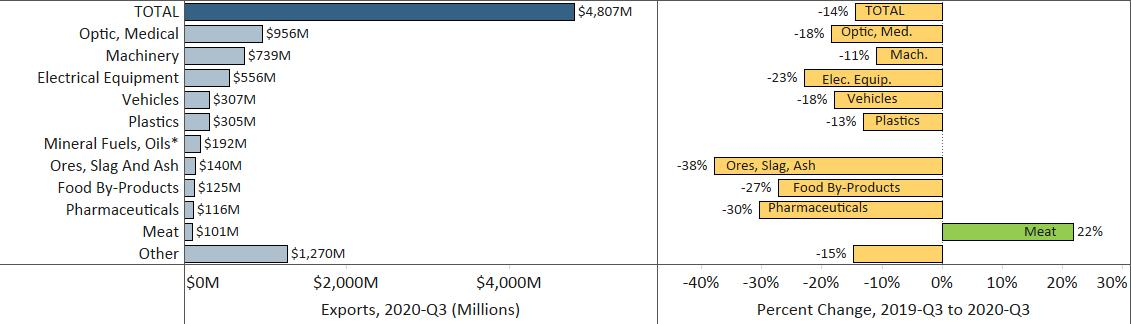 TOTAL $4,807M -14% TOTAL
Optic, Medical $956M -18% Optic, Med.
Machinery $739M -11% Mach.
Electrical Equipment $556M -23% Elec. Equip.
Vehicles $307M -18% Vehicles
Plastics $305M -13% Plastics
Mineral Fuels, Oils* $192M
Ores, Slag And Ash $140M -38% Ores, Slag, Ash
Food By-Products $125M -27% Food By-Products
Pharmaceuticals $116M -30% Pharmaceuticals
Meat $101M Meat 22%
Other $1,270M -15%
$0M $2,000M $4,000M -40% -30% -20% -10% 0% 10% 20% 30%
Exports, 2020-Q3 (Millions) Percent Change, 2019-Q3 to 2020-Q3